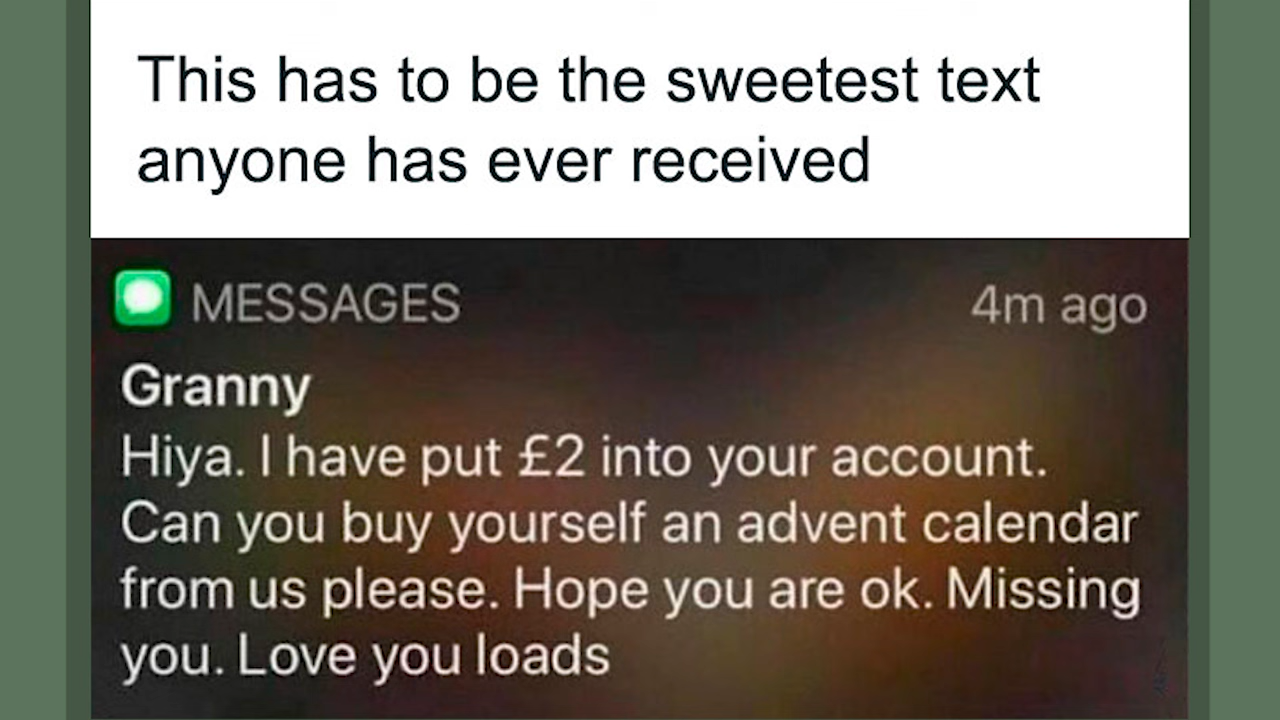 This has to be the sweetest text
anyone has ever received
MESSAGES 4m ago
Granny
Hiya. I have put £2 into your account.
Can you buy yourself an advent calendar
from us please. Hope you are ok. Missing
you. Love you loads